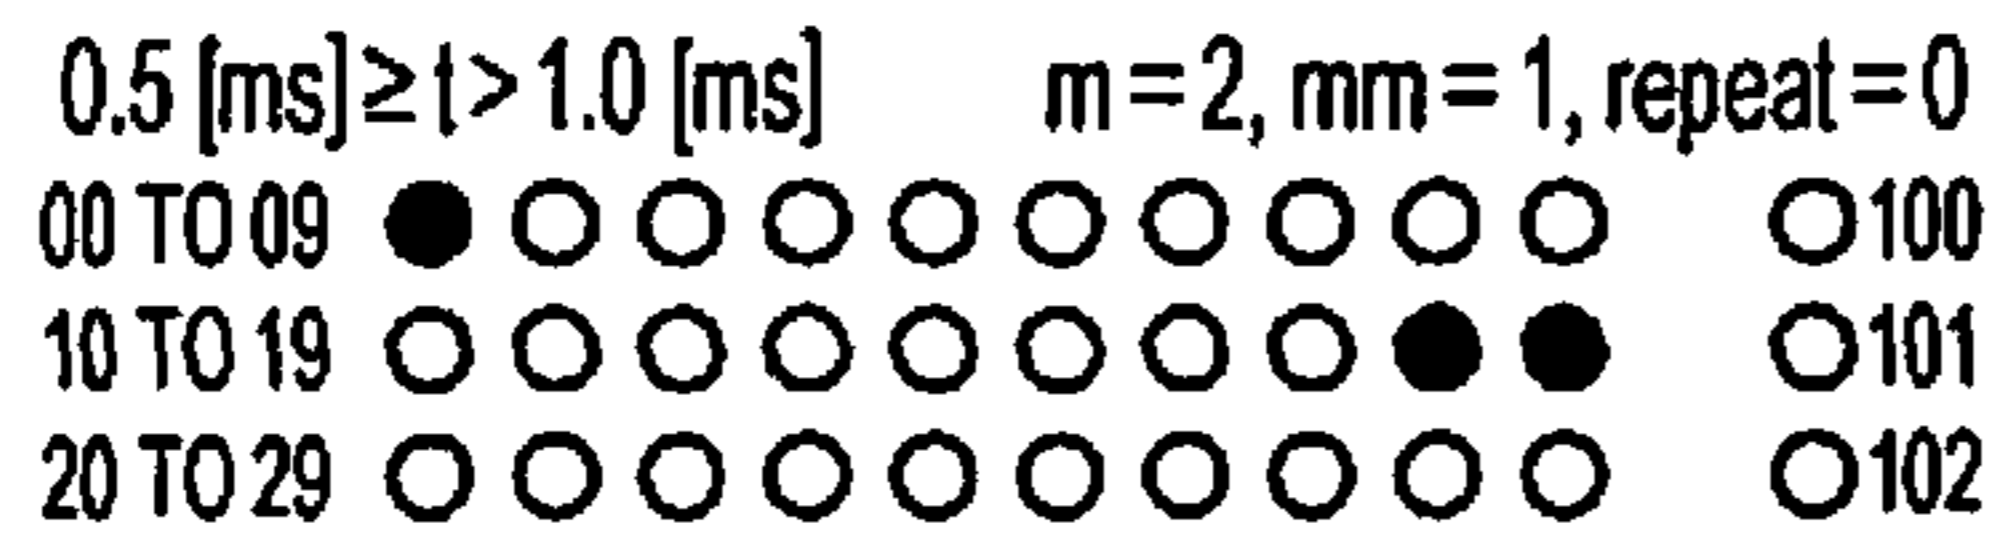 0.5 [ms] ≥ t > 1.0 [ms] m = 2, mm = 1, repeat = 0
00 TO 09 100
10 TO 19 101
20 TO 29 102